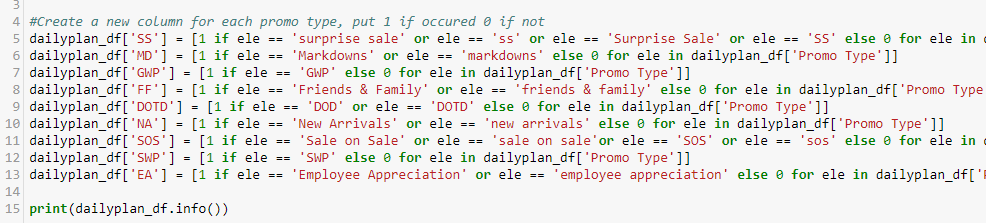 3
4 #Create a new column for each promo type, put 1 if occured 0 if not
5 dailyplan_df['SS'] = [1 if ele == 'surprise sale' or ele == 'ss' or ele == 'Surprise Sale' or ele == 'SS' else 0 for ele in d
6 dailyplan_df['MD'] = [1 if ele == 'Markdowns' or ele == 'markdowns' else 0 for ele in dailyplan_df['Promo Type']]
7 dailyplan_df['GWP'] = [1 if ele == 'GWP' else 0 for ele in dailyplan_df['Promo Type']]
8 dailyplan_df['FF'] = [1 if ele == 'Friends & Family' or ele == 'friends & family' else 0 for ele in dailyplan_df['Promo Type
9 dailyplan_df['DOTD'] = [1 if ele == 'DOD' or ele == 'DOTD' else 0 for ele in dailyplan_df['Promo Type']]
10 dailyplan_df['NA'] = [1 if ele == 'New Arrivals' or ele == 'new arrivals' else 0 for ele in dailyplan_df['Promo Type']]
11 dailyplan_df['SOS'] = [1 if ele == 'Sale on Sale' or ele == 'sale on sale'or ele == 'SOS' or ele == 'sos' else 0 for ele in d
12 dailyplan_df['SWP'] = [1 if ele == 'SWP' else 0 for ele in dailyplan_df['Promo Type']]
13 dailyplan_df['EA'] = [1 if ele == 'Employee Appreciation' or ele == 'employee appreciation' else 0 for ele in dailyplan_df['P
14
15 print(dailyplan_df.info())